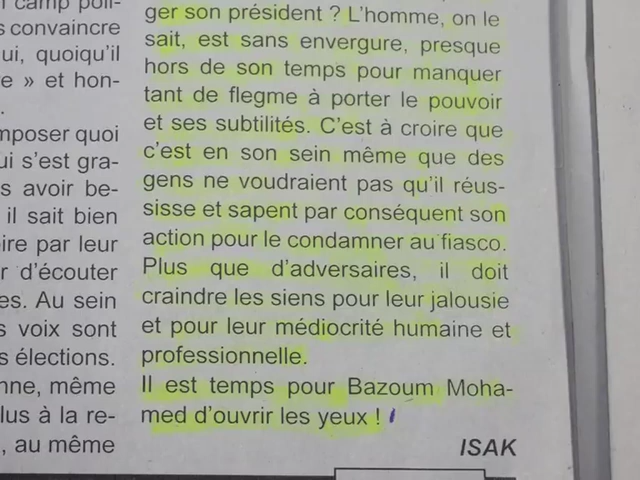 camp poli-
convaincre
ui, quoiqu'il
e » et hon-
.
mposer quoi
ui s'est gra-
s avoir be-
il sait bien
ire par leur
r d'écouter
es. Au sein
s voix sont
s élections.
nne, même
lus à la re-
, au même
ger son président ? L'homme, on le
sait, est sans envergure, presque
hors de son temps pour manquer
tant de flegme à porter le pouvoir
et ses subtilités. C'est à croire que
c'est en son sein même que des
gens ne voudraient pas qu'il réus-
sisse et sapent par conséquent son
action pour le condamner au fiasco.
Plus que d'adversaires, il doit
craindre les siens pour leur jalousie
et pour leur médiocrité humaine et
professionnelle.
Il est temps pour Bazoum Moha-
med d'ouvrir les yeux !
ISAK